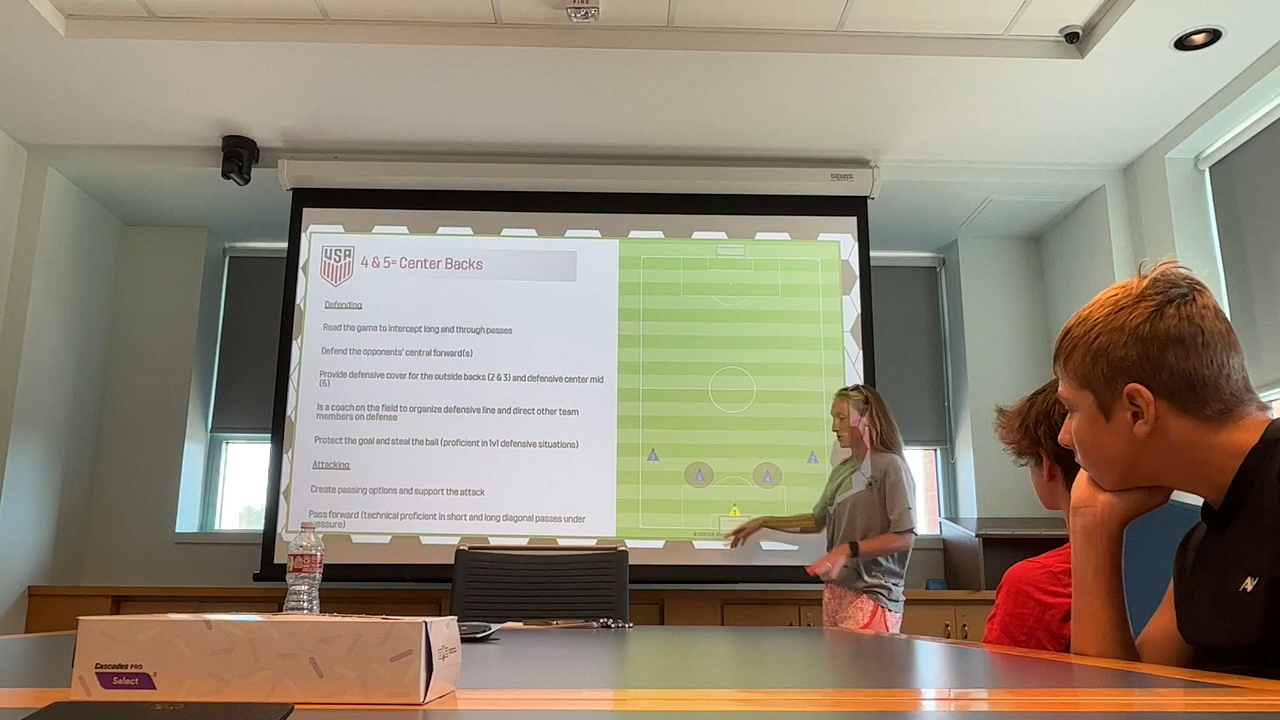 FIRE
USA
4 & 5= Center Backs
Defending
Read the game to intercept long and through passes
Defend the opponents' central forward(s)
Provide defensive cover for the outside backs (2 & 3) and defensive center mid
(6)
Is a coach on the field to organize defensive line and direct other team
members on defense
Protect the goal and steal the ball (proficient in 1v1 defensive situations)
Attacking
Create passing options and support the attack
Pass forward (technical proficient in short and long diagonal passes under
Cascades PRO
Select